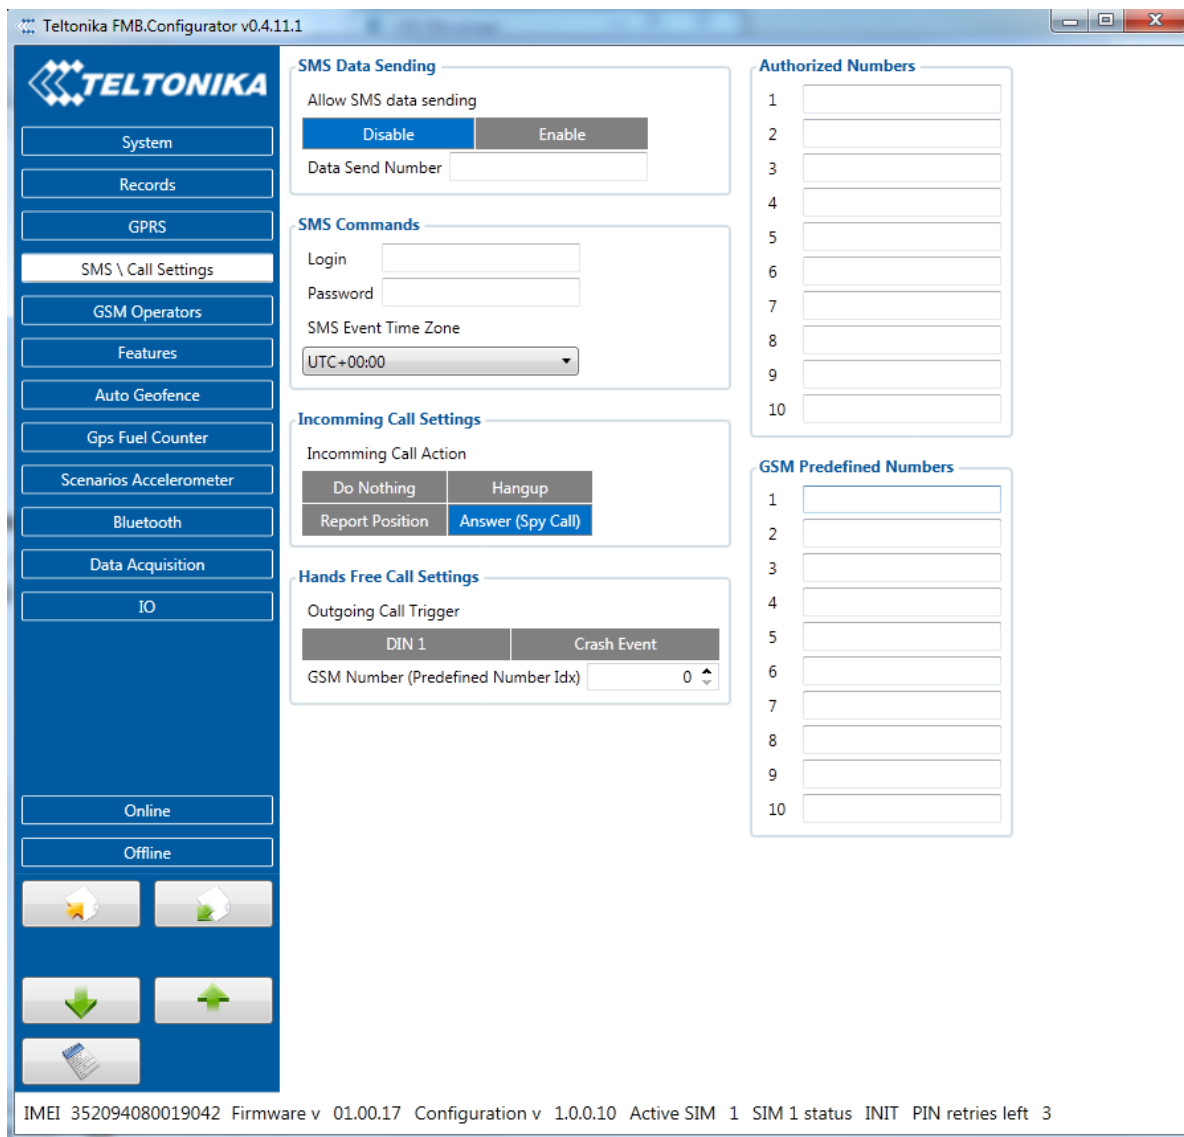 Teltonika FMB.Configurator v0.4.11.1
TELTONIKA
System
Records
GPRS
SMS \ Call Settings
GSM Operators
Features
Auto Geofence
Gps Fuel Counter
Scenarios Accelerometer
Bluetooth
Data Acquisition
IO
Online
Offline
SMS Data Sending
Allow SMS data sending
Disable Enable
Data Send Number
SMS Commands
Login
Password
SMS Event Time Zone
UTC+00:00
Incomming Call Settings
Incomming Call Action
Do Nothing Hangup
Report Position Answer (Spy Call)
Hands Free Call Settings
Outgoing Call Trigger
DIN 1 Crash Event
GSM Number (Predefined Number Idx) 0
Authorized Numbers
1
2
3
4
5
6
7
8
9
10
GSM Predefined Numbers
1
2
3
4
5
6
7
8
9
10
IMEI 352094080019042 Firmware v 01.00.17 Configuration v 1.0.0.10 Active SIM 1 SIM 1 status INIT PIN retries left 3